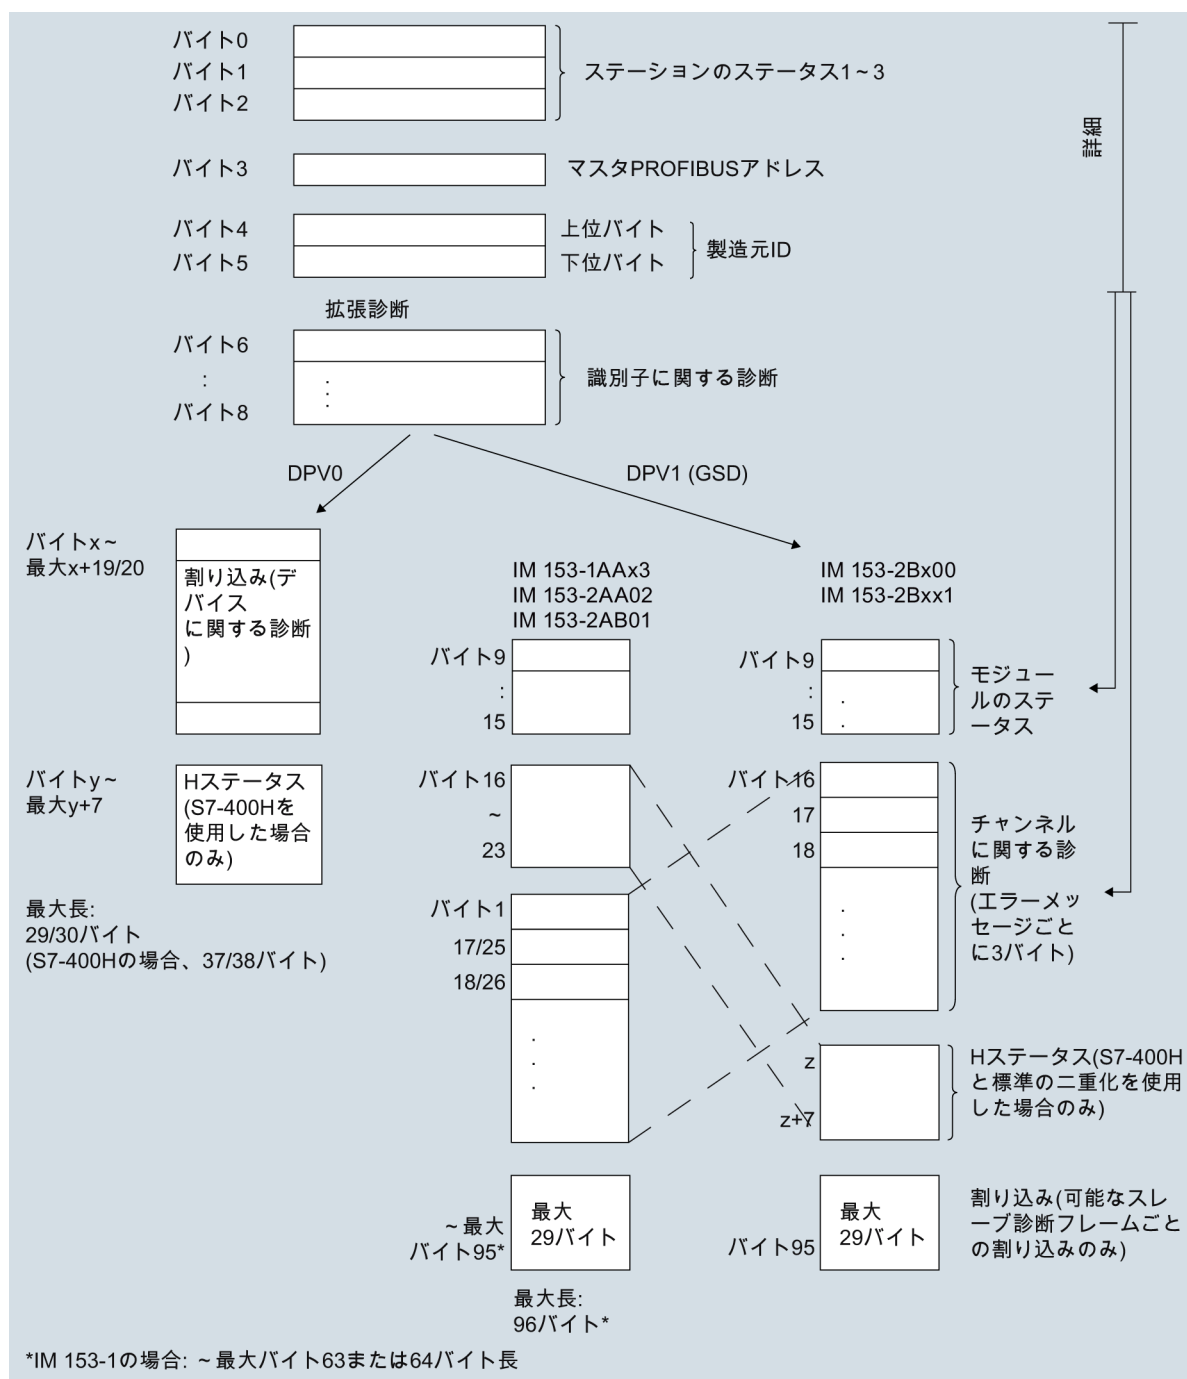 バイト0
バイト1
バイト2
ステーションのステータス1~3
詳細
バイト3
マスタPROFIBUSアドレス
バイト4
上位バイト
バイト5
下位バイト
製造元ID
拡張診断
バイト6
:
バイト8
識別子に関する診断
DPV0
DPV1 (GSD)
バイトx~
最大x+19/20
割り込み(デ
バイス
に関する診断
)
バイトy~
最大y+7
Hステータス
(S7-400Hを
使用した場合
のみ)
最大長:
29/30バイト
(S7-400Hの場合、37/38バイト)
IM 153-1AAx3
IM 153-2AA02
IM 153-2AB01
バイト9
:
15
バイト16
~
23
バイト1
17/25
18/26
~最大
バイト95*
最大
29バイト
最大長:
96バイト*
IM 153-2Bx00
IM 153-2Bxx1
バイト9
:
15
モジュー
ルのステ
ータス
バイト16
17
18
チャンネル
に関する診
断
(エラーメッ
セージごと
に3バイト)
z
z+7
Hステータス(S7-400H
と標準の二重化を使用
した場合のみ)
バイト95
最大
29バイト
割り込み(可能なスレ
ーブ診断フレームごと
の割り込みのみ)
*IM 153-1の場合: ~最大バイト63または64バイト長